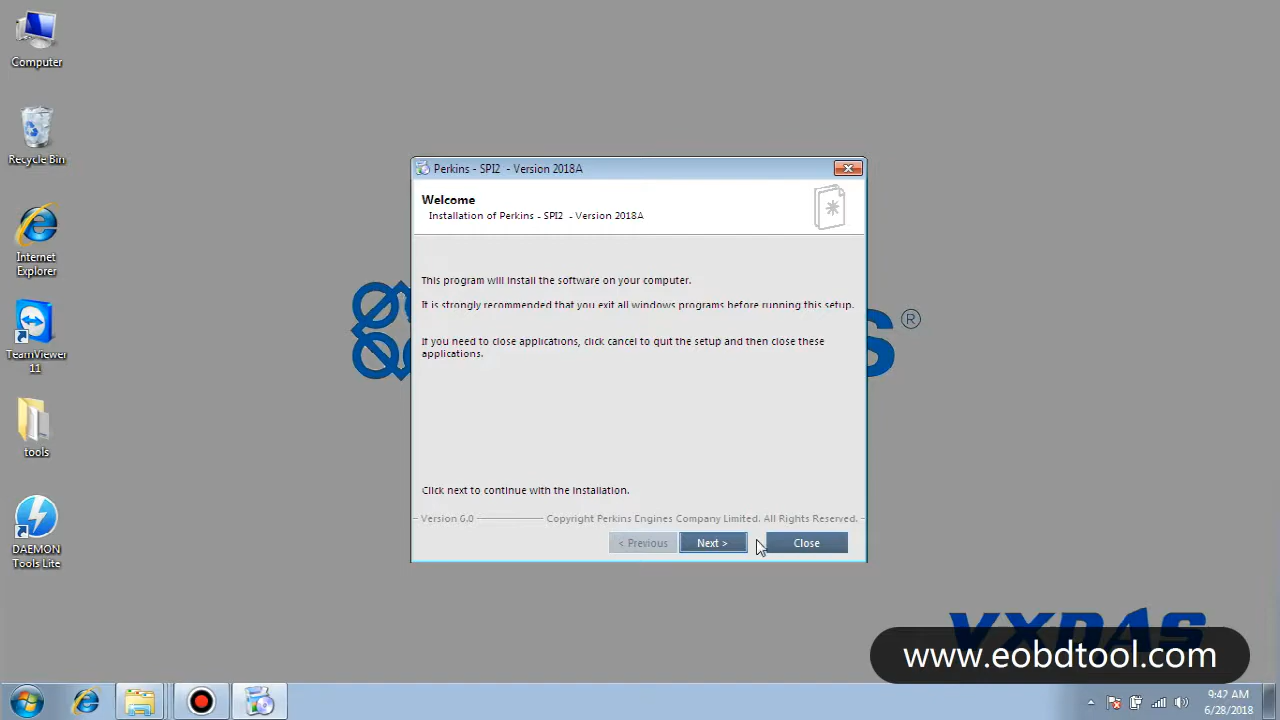 Computer
Recycle Bin
Internet
Explorer
TeamViewer
11
tools
DAEMON
Tools Lite
Perkins - SPI2 - Version 2018A
Welcome
Installation of Perkins - SPI2 - Version 2018A
This program will install the software on your computer.
It is strongly recommended that you exit all windows programs before running this setup.
If you need to close applications, click cancel to quit the setup and then close these
applications.
Click next to continue with the installation.
Version 6.0 Copyright Perkins Engines Company Limited. All Rights Reserved.
< Previous Next > Close
®
VXDAS
www.eobdtool.com
9:42 AM
6/28/2018